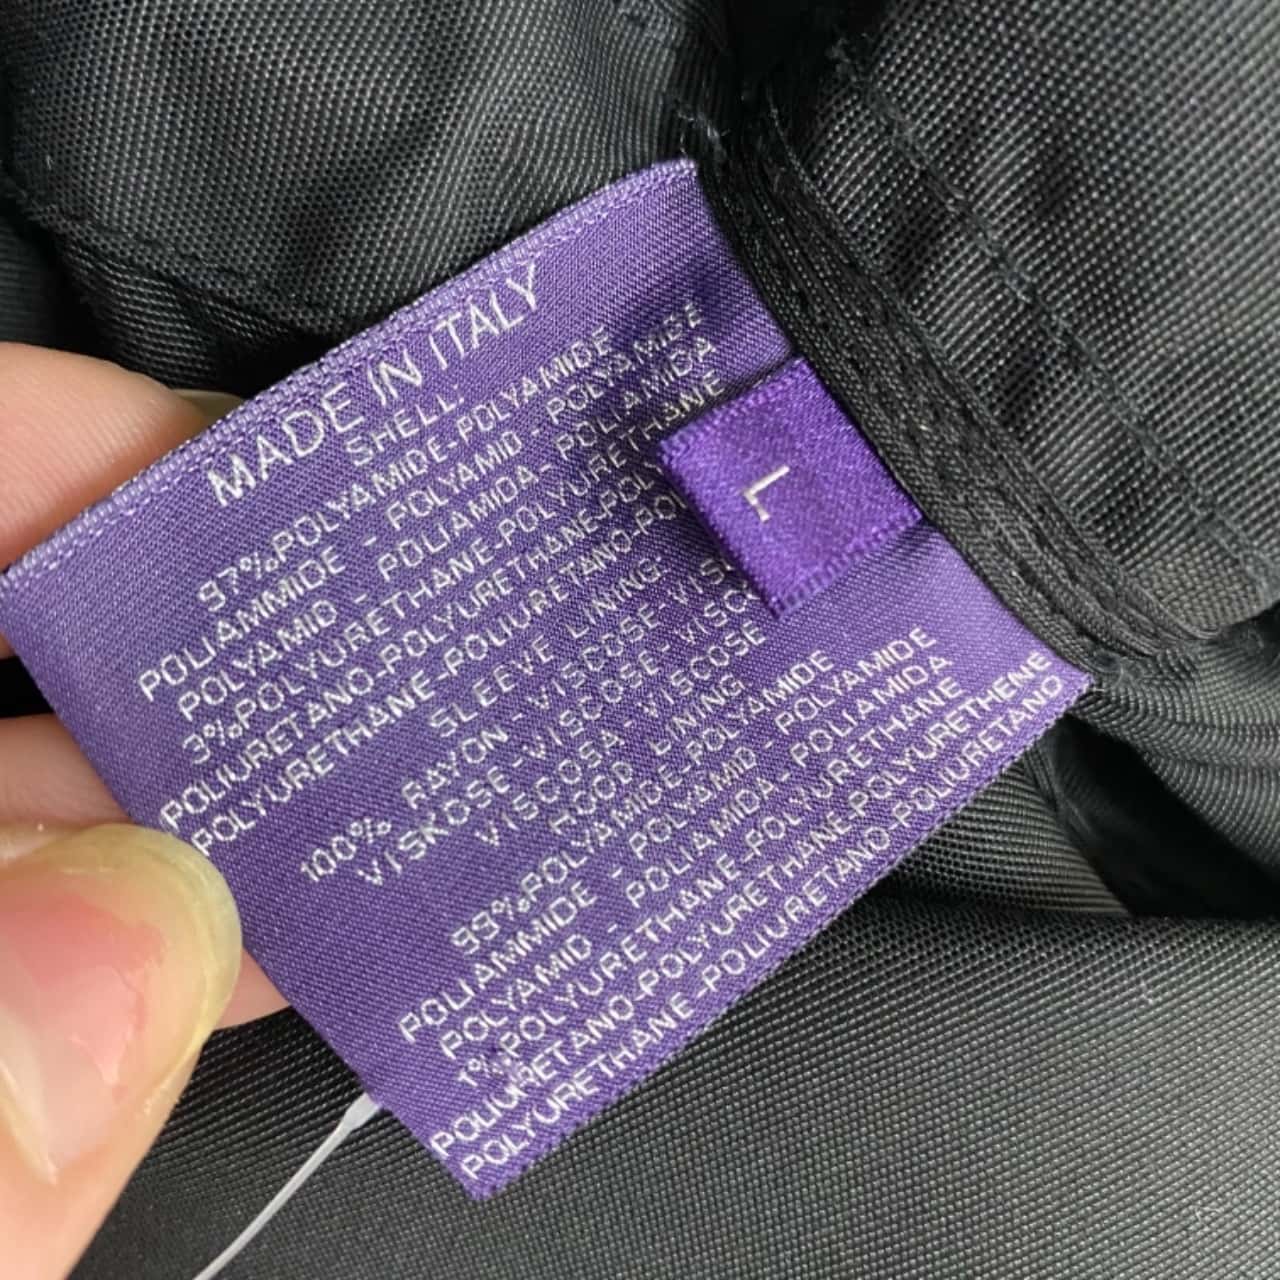 MADE IN ITALY
SHELL:
97%POLYAMIDE-POLYAMIDE
POLIAMMIDE - POLYAMID - POLYAMIDE
POLYAMID - POLIAMIDA - POLIAMIDA
3%POLYURETHANE-POLYURETHANE
POLIURETANO-POLYURETHANE-POLY
POLYURETHANE-POLIURETANO-PO
SLEEVE LINING:
100% RAYON-VISCOSE-VISC
VISKOSE-VISCOSE-VISCO
VISCOSA - VISCOSE
HOOD LINING
99%POLYAMIDE-POLYAMIDE
POLIAMMIDE - POLYAMID - POLYAMIDE
POLYAMID - POLIAMIDA - POLIAMIDA
1%POLYURETHANE-POLYURETHANE
POLIURETANO-POLYURETHANE-POLYURETHENE
POLYURETHANE-POLIURETANO-POLIURETANO
L